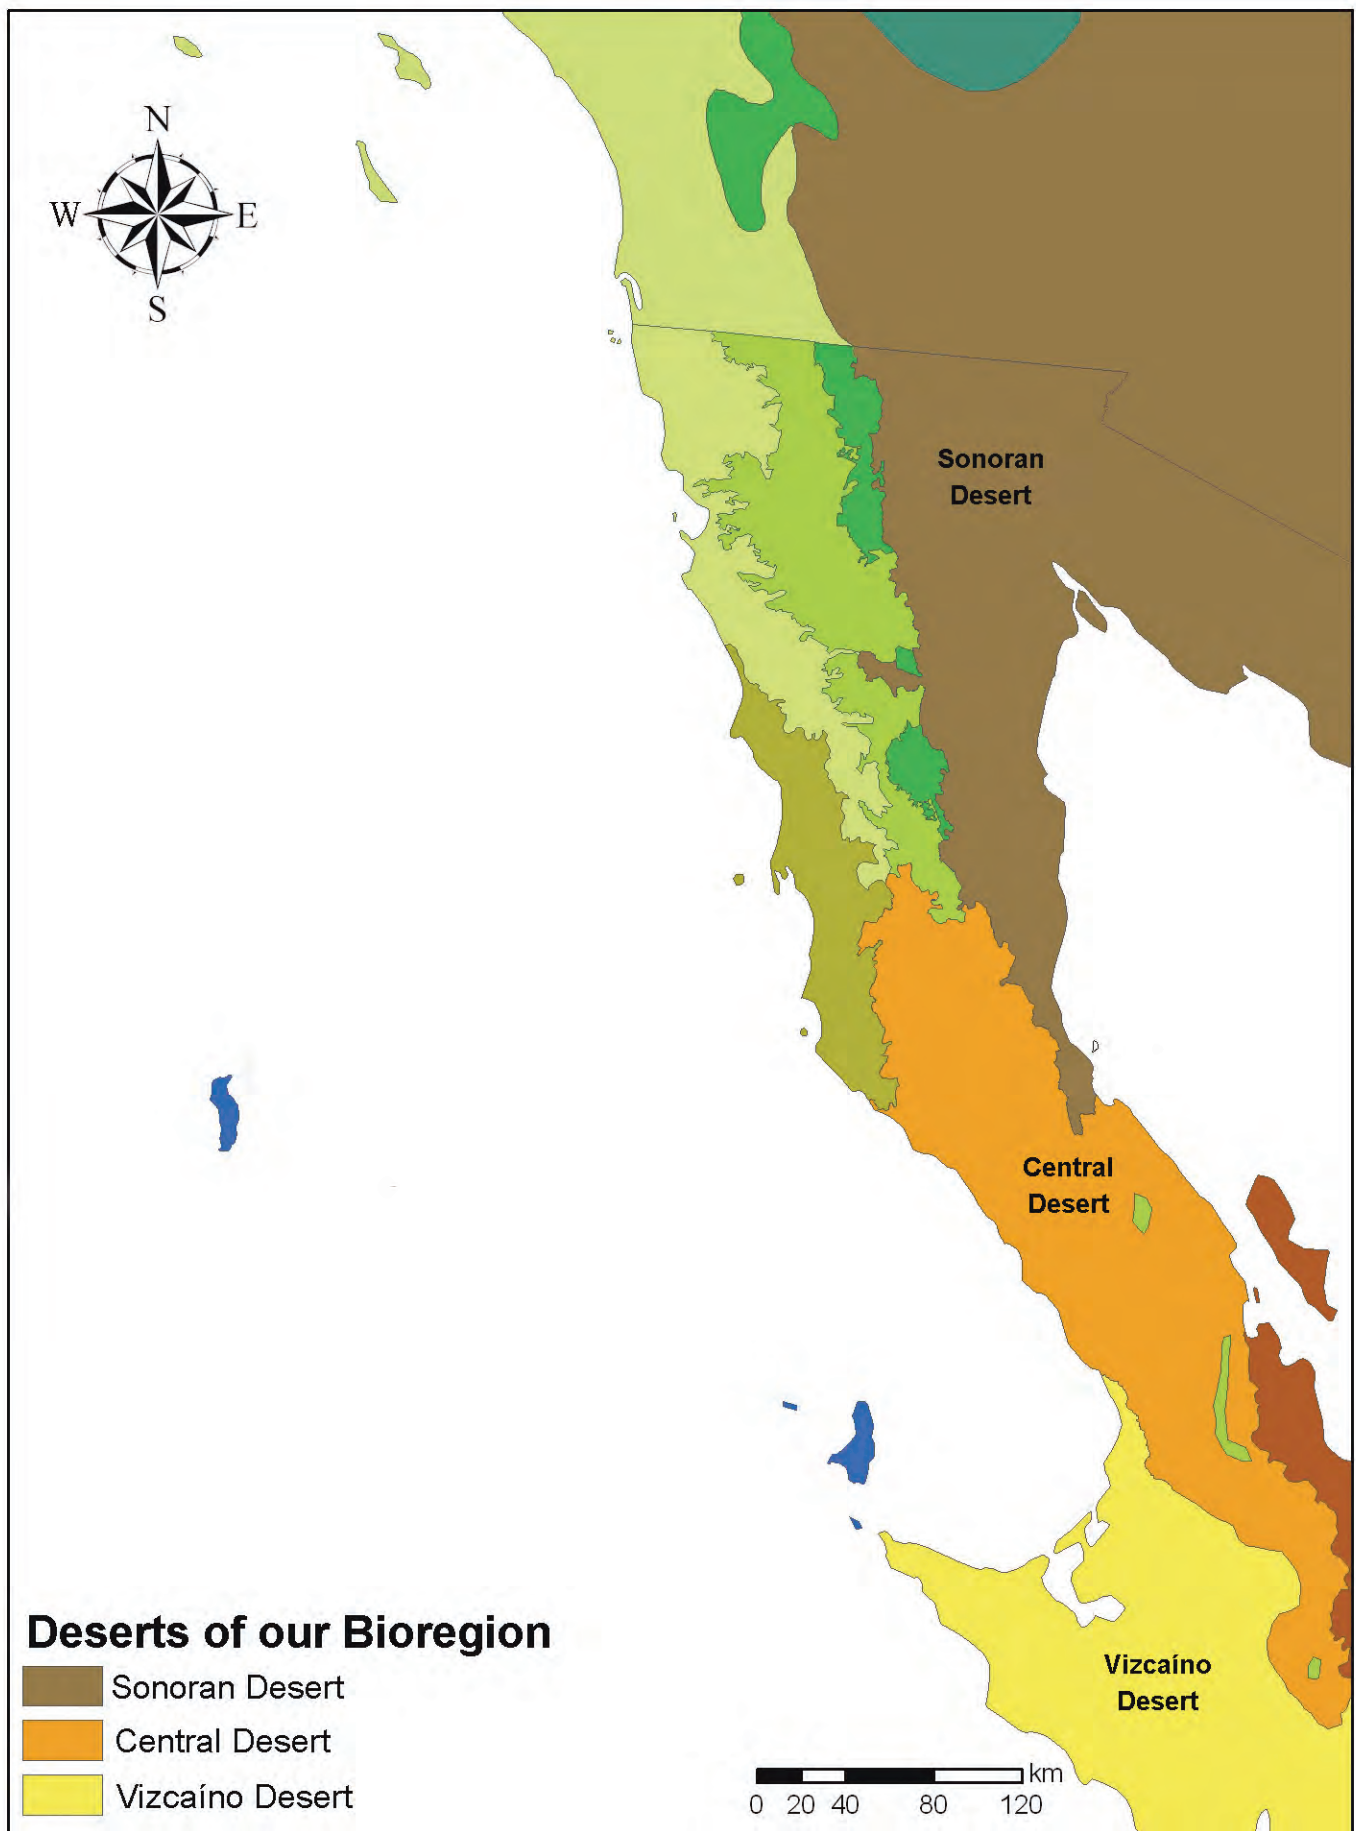 N
W
E
S
Sonoran
Desert
Central
Desert
Vizcaíno
Desert
Deserts of our Bioregion
Sonoran Desert
Central Desert
Vizcaíno Desert
km
0 20 40 80 120